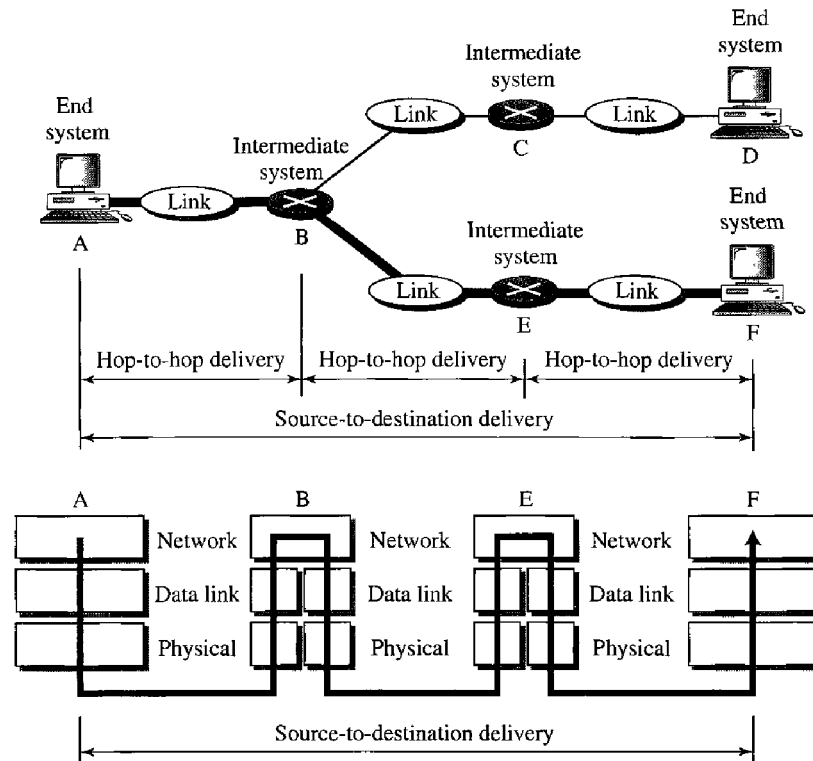 End
system
Intermediate
system
Link
Link
C
D
End
system
Intermediate
system
Link
A
B
End
system
Intermediate
system
Link
Link
E
F
Hop-to-hop delivery
Hop-to-hop delivery
Hop-to-hop delivery
Source-to-destination delivery
A
B
E
F
Network
Network
Network
Data link
Data link
Data link
Physical
Physical
Physical
Source-to-destination delivery